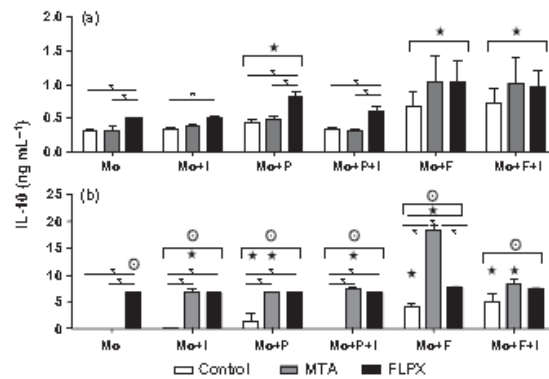 (a)
2.0
1.5
1.0
0.5
0.0
Mo Mo+I Mo+P Mo+P+I Mo+F Mo+F+I
IL-10 (ng mL⁻¹)
(b)
25
20
15
10
5
0
Mo Mo+I Mo+P Mo+P+I Mo+F Mo+F+I
Control MTA FLPX